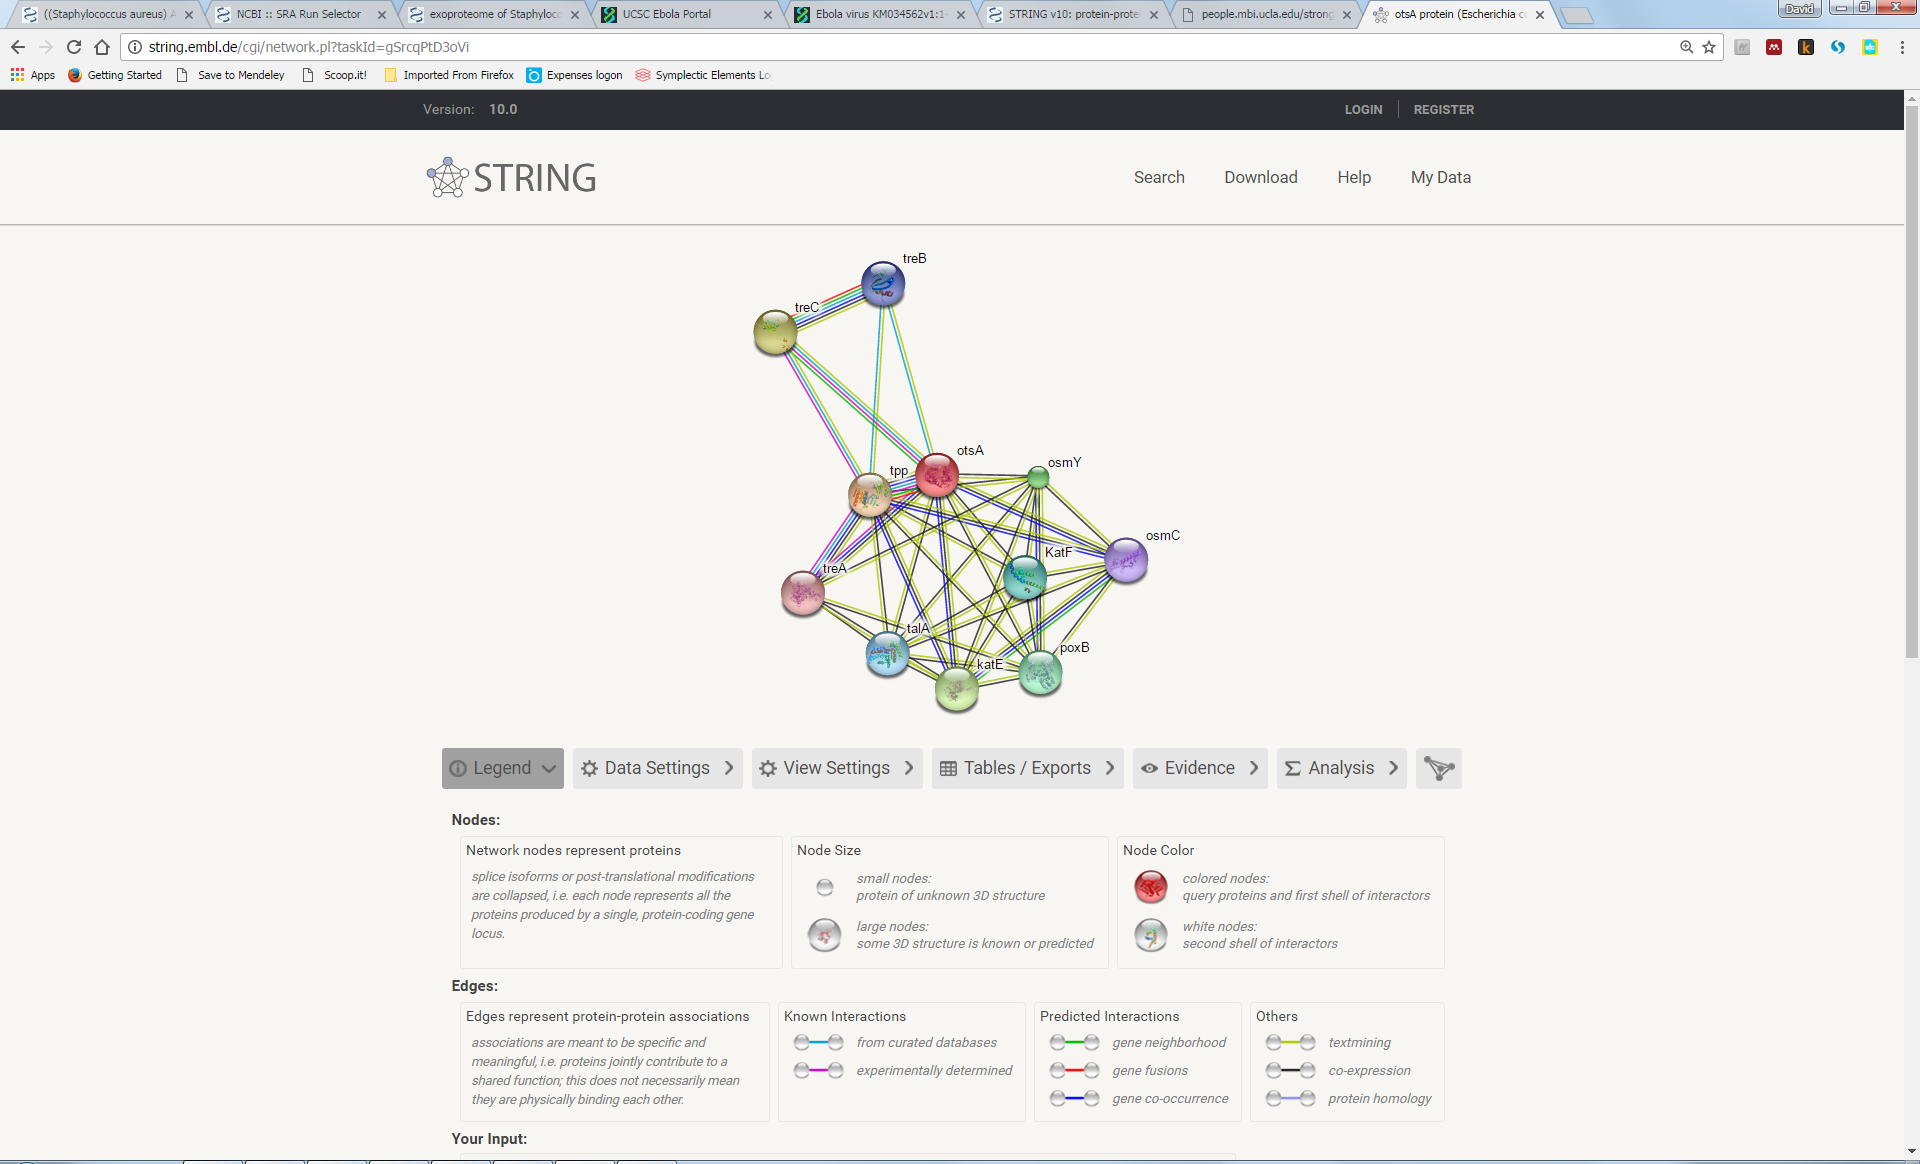 ((Staphylococcus aureus) A
NCBI :: SRA Run Selector
exoproteome of Staphyloco
UCSC Ebola Portal
Ebola virus KM034562v1:1-
STRING v10: protein-prote
people.mbi.ucla.edu/strong
otsA protein (Escherichia co
David
string.embl.de/cgi/network.pl?taskId=gSrcqPtD3oVi
Apps Getting Started Save to Mendeley Scoop.it! Imported From Firefox Expenses logon Symplectic Elements Lo
Version: 10.0 LOGIN REGISTER
STRING Search Download Help My Data
treB
treC
otsA
osmY
tpp
osmC
KatF
treA
talA
poxB
katE
Legend Data Settings View Settings Tables / Exports Evidence Analysis
Nodes:
Network nodes represent proteins
splice isoforms or post-translational modifications
are collapsed, i.e. each node represents all the
proteins produced by a single, protein-coding gene
locus.
Node Size
small nodes:
protein of unknown 3D structure
large nodes:
some 3D structure is known or predicted
Node Color
colored nodes:
query proteins and first shell of interactors
white nodes:
second shell of interactors
Edges:
Edges represent protein-protein associations
associations are meant to be specific and
meaningful, i.e. proteins jointly contribute to a
shared function; this does not necessarily mean
they are physically binding each other.
Known Interactions
from curated databases
experimentally determined
Predicted Interactions
gene neighborhood
gene fusions
gene co-occurrence
Others
textmining
co-expression
protein homology
Your Input: